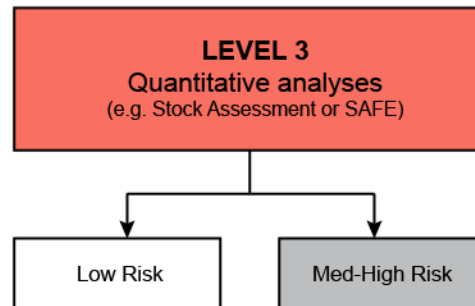 LEVEL 3
Quantitative analyses
(e.g. Stock Assessment or SAFE)
Low Risk
Med-High Risk